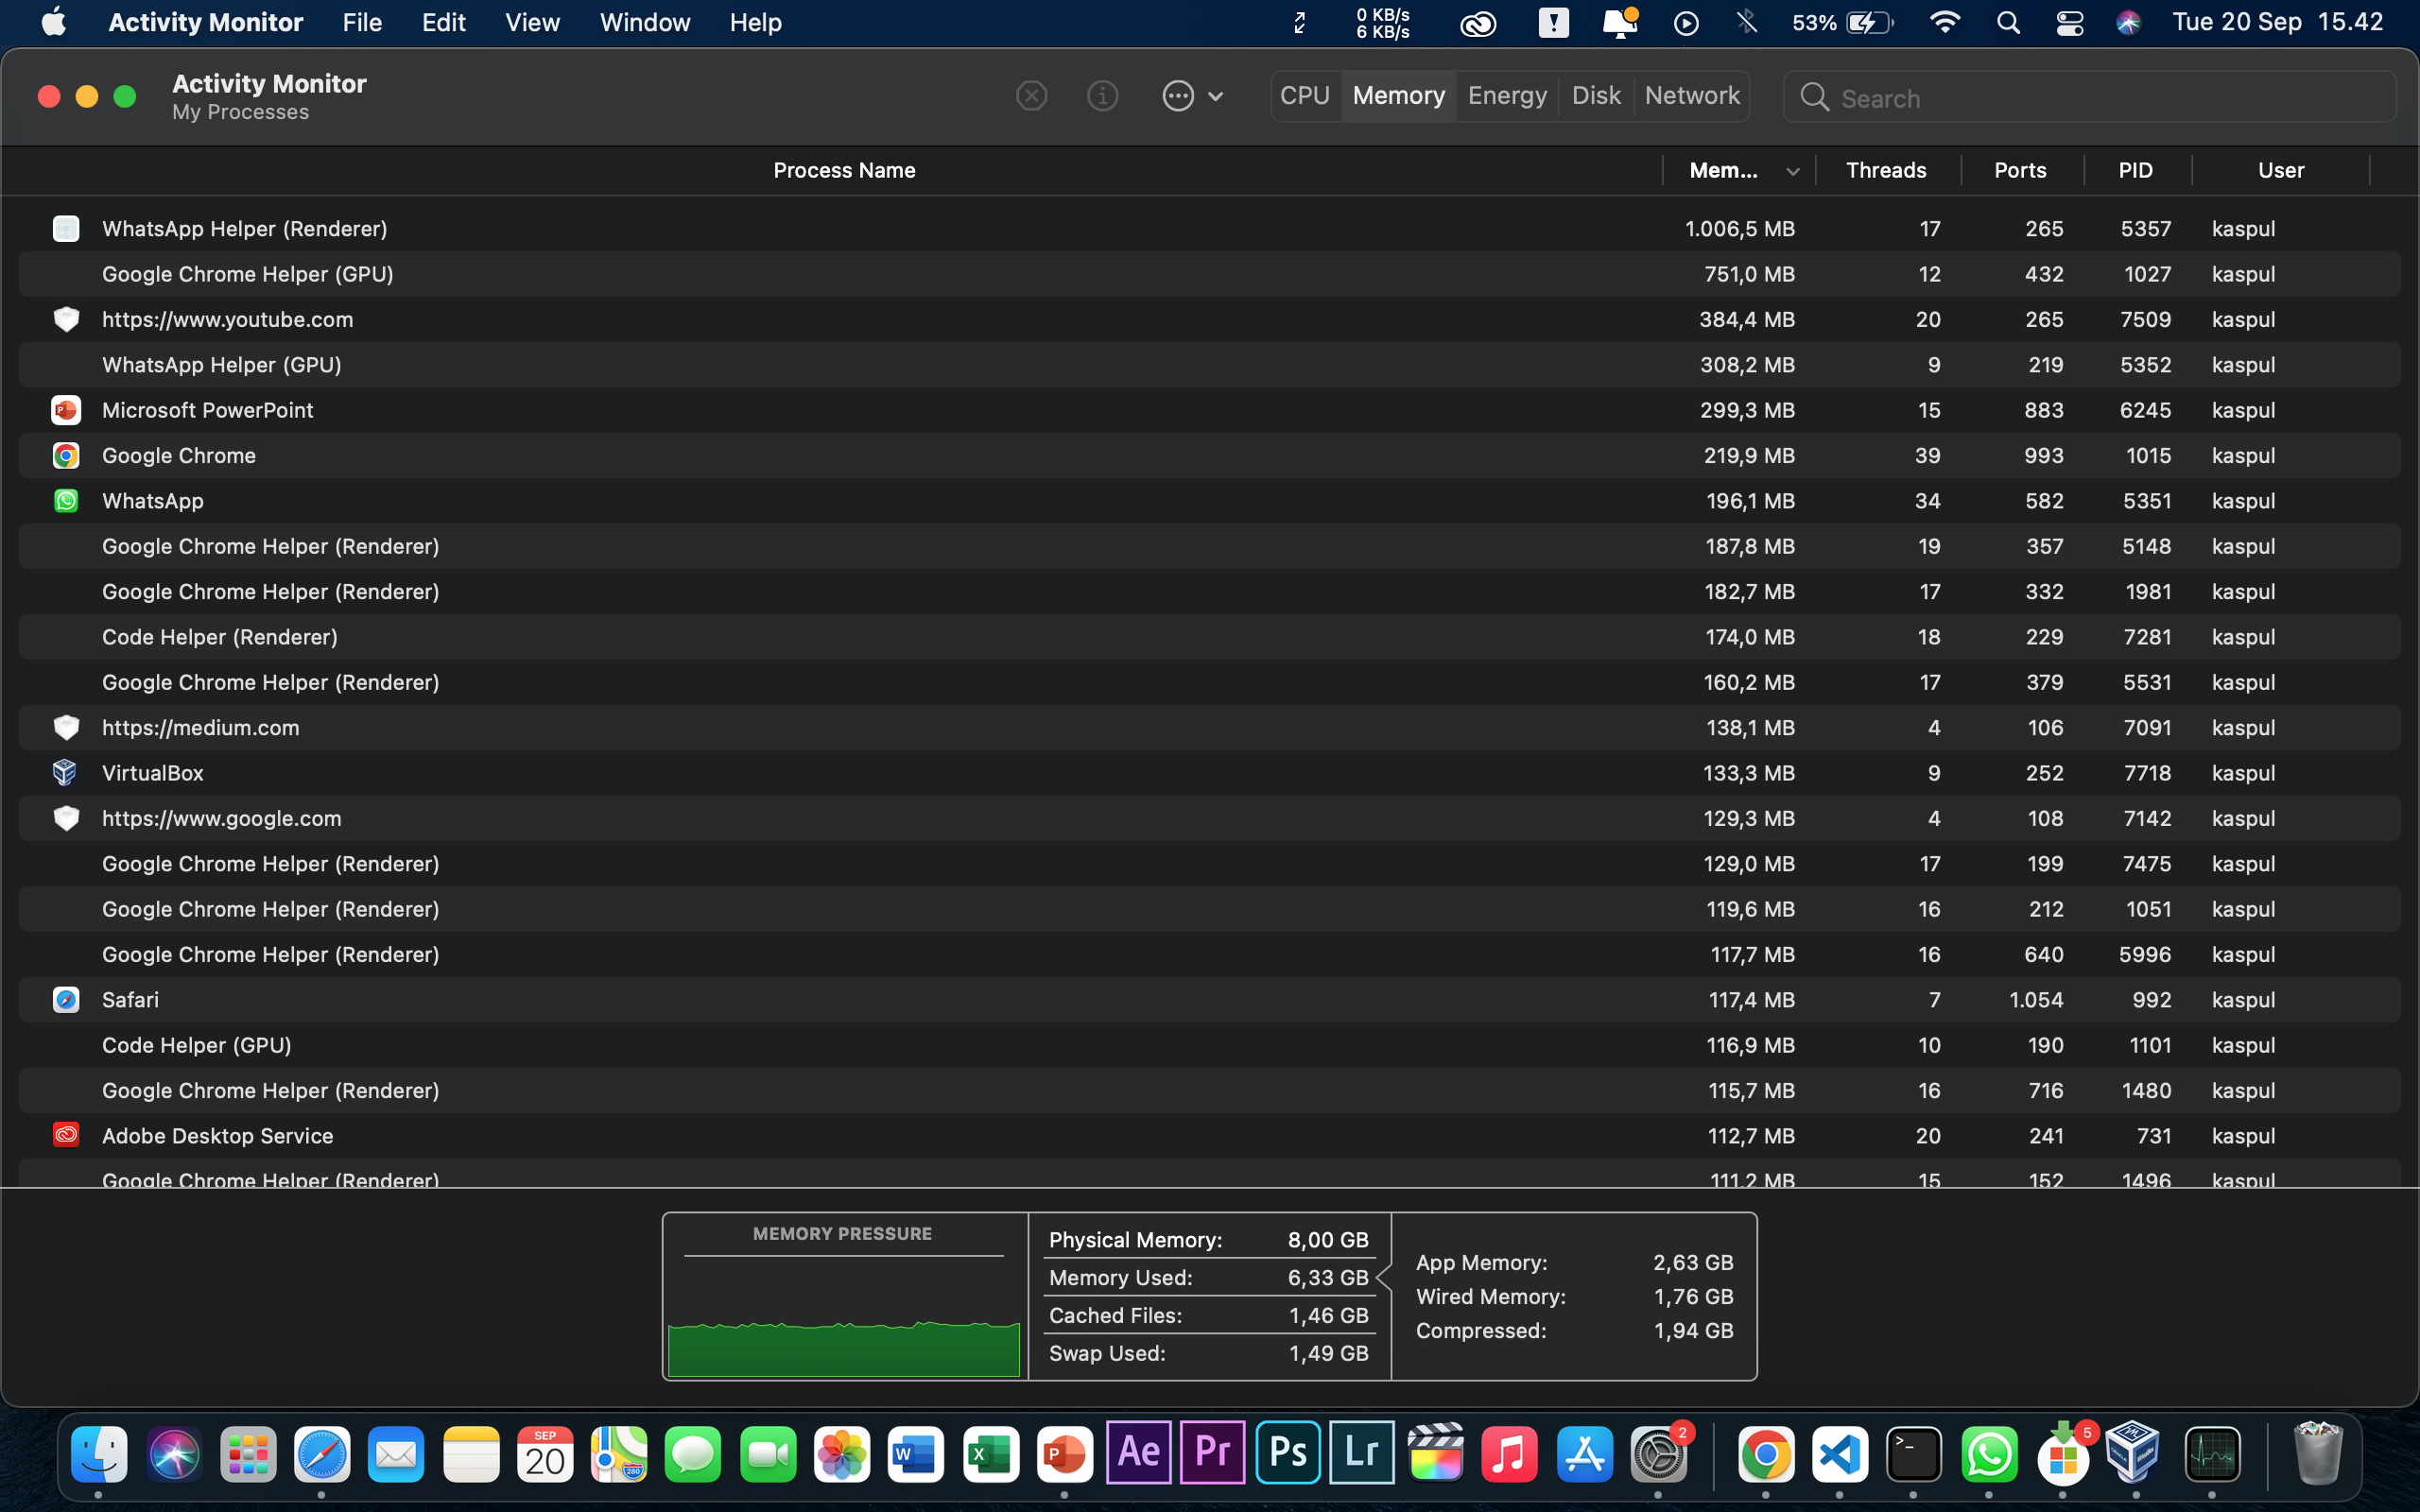 Activity Monitor File Edit View Window Help 0 KB/s 6 KB/s 53% Tue 20 Sep 15.42
Activity Monitor
My Processes
CPU Memory Energy Disk Network Search
Process Name Mem... Threads Ports PID User
WhatsApp Helper (Renderer) 1.006,5 MB 17 265 5357 kaspul
Google Chrome Helper (GPU) 751,0 MB 12 432 1027 kaspul
https://www.youtube.com 384,4 MB 20 265 7509 kaspul
WhatsApp Helper (GPU) 308,2 MB 9 219 5352 kaspul
Microsoft PowerPoint 299,3 MB 15 883 6245 kaspul
Google Chrome 219,9 MB 39 993 1015 kaspul
WhatsApp 196,1 MB 34 582 5351 kaspul
Google Chrome Helper (Renderer) 187,8 MB 19 357 5148 kaspul
Google Chrome Helper (Renderer) 182,7 MB 17 332 1981 kaspul
Code Helper (Renderer) 174,0 MB 18 229 7281 kaspul
Google Chrome Helper (Renderer) 160,2 MB 17 379 5531 kaspul
https://medium.com 138,1 MB 4 106 7091 kaspul
VirtualBox 133,3 MB 9 252 7718 kaspul
https://www.google.com 129,3 MB 4 108 7142 kaspul
Google Chrome Helper (Renderer) 129,0 MB 17 199 7475 kaspul
Google Chrome Helper (Renderer) 119,6 MB 16 212 1051 kaspul
Google Chrome Helper (Renderer) 117,7 MB 16 640 5996 kaspul
Safari 117,4 MB 7 1.054 992 kaspul
Code Helper (GPU) 116,9 MB 10 190 1101 kaspul
Google Chrome Helper (Renderer) 115,7 MB 16 716 1480 kaspul
Adobe Desktop Service 112,7 MB 20 241 731 kaspul
Google Chrome Helper (Renderer) 111,2 MB 15 152 1496 kaspul
MEMORY PRESSURE
Physical Memory: 8,00 GB
Memory Used: 6,33 GB
Cached Files: 1,46 GB
Swap Used: 1,49 GB
App Memory: 2,63 GB
Wired Memory: 1,76 GB
Compressed: 1,94 GB
SEP
20
280
W
X
P
Ae
Pr
Ps
Lr
2
5